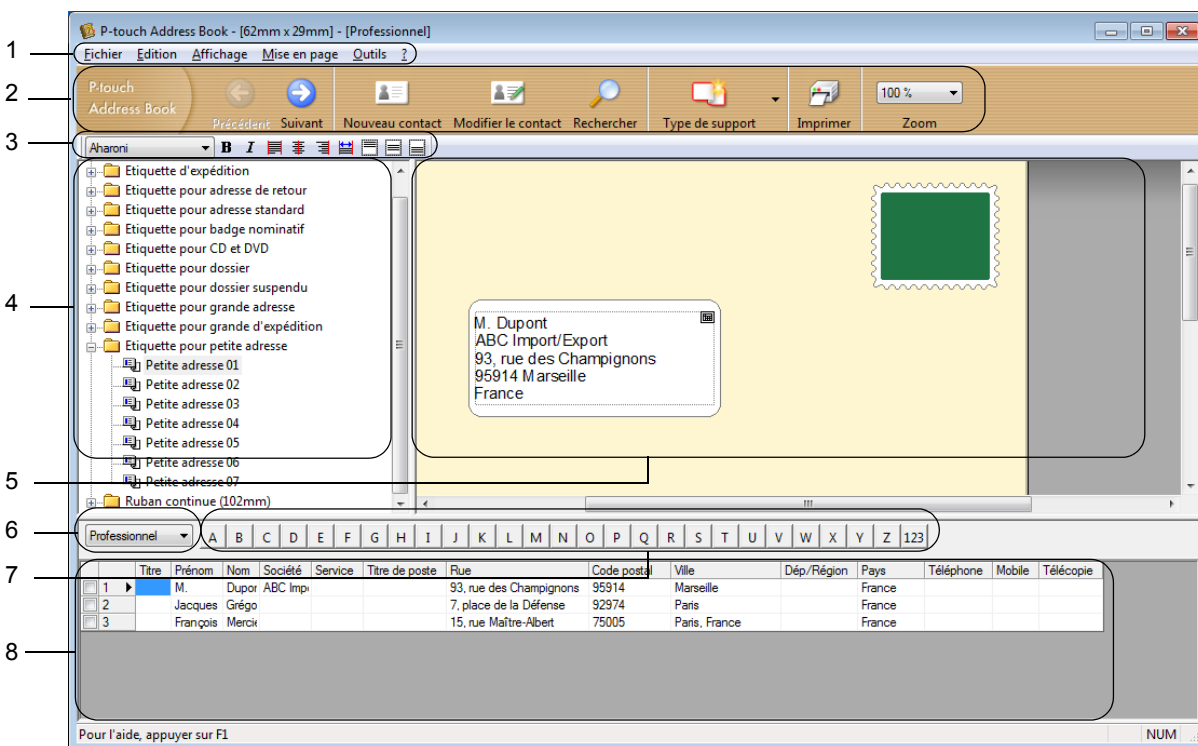 P-touch Address Book - [62mm x 29mm] - [Professionnel]
1
Fichier Edition Affichage Mise en page Outils ?
2
P-touch
Address Book
Précédent Suivant Nouveau contact Modifier le contact Rechercher Type de support Imprimer 100 % Zoom
3
Aharoni B I
4
Etiquette d'expédition
Etiquette pour adresse de retour
Etiquette pour adresse standard
Etiquette pour badge nominatif
Etiquette pour CD et DVD
Etiquette pour dossier
Etiquette pour dossier suspendu
Etiquette pour grande adresse
Etiquette pour grande d'expédition
Etiquette pour petite adresse
Petite adresse 01
Petite adresse 02
Petite adresse 03
Petite adresse 04
Petite adresse 05
Petite adresse 06
Petite adresse 07
Ruban continue (102mm)
M. Dupont
ABC Import/Export
93, rue des Champignons
95914 Marseille
France
5
6
Professionnel
A B C D E F G H I J K L M N O P Q R S T U V W X Y Z 123
7
Titre Prénom Nom Société Service Titre de poste Rue Code postal Ville Dép/Région Pays Téléphone Mobile Télécopie
1 M. Dupor ABC Imp 93, rue des Champignons 95914 Marseille France
2 Jacques Grégo 7, place de la Défense 92974 Paris France
3 François Mercie 15, rue Maître-Albert 75005 Paris, France France
8
Pour l'aide, appuyer sur F1
NUM